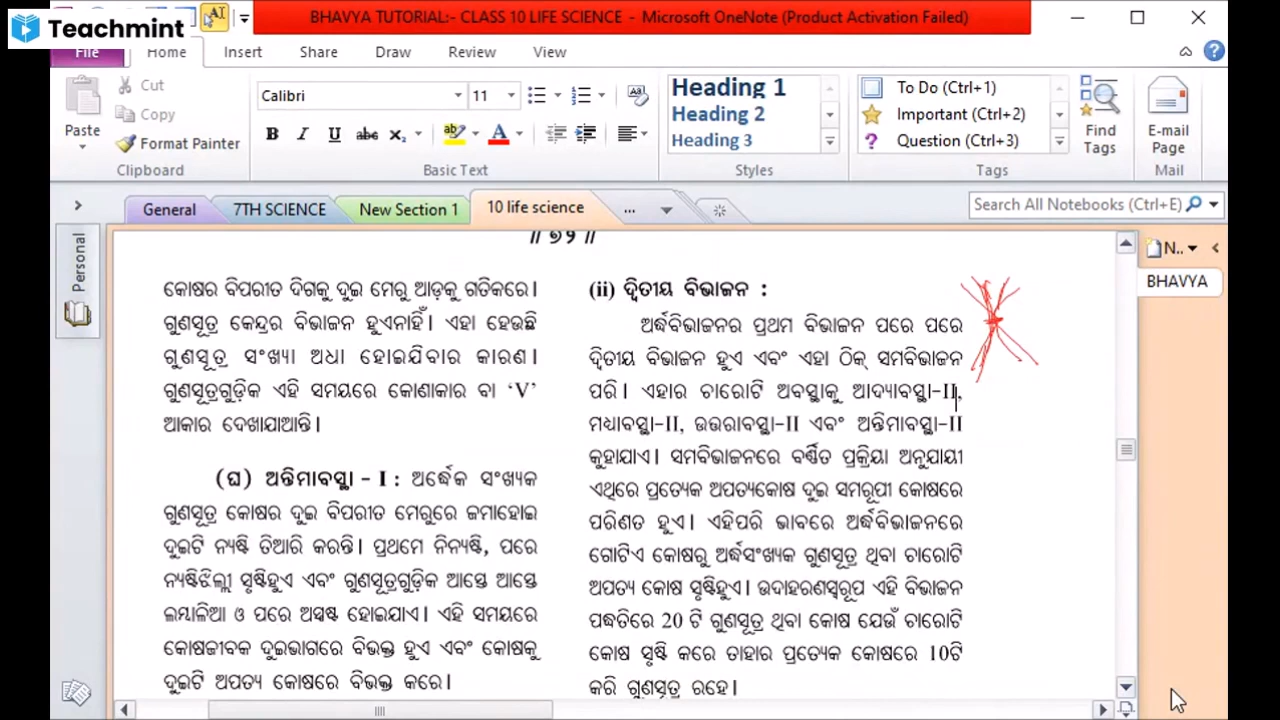 Teachmint
BHAVYA TUTORIAL:- CLASS 10 LIFE SCIENCE - Microsoft OneNote (Product Activation Failed)
File Home Insert Share Draw Review View
Paste
Cut
Copy
Format Painter
Clipboard
Calibri 11
B I U abc X₂
Basic Text
Heading 1
Heading 2
Heading 3
Styles
To Do (Ctrl+1)
Important (Ctrl+2)
Question (Ctrl+3)
Tags
Find Tags
E-mail Page
Mail
General 7TH SCIENCE New Section 1 10 life science ...
Search All Notebooks (Ctrl+E)
Personal
N..
BHAVYA
// ୭୨ //
କୋଷର ବିପରୀତ ଦିଗକୁ ଦୁଇ ମେରୁ ଆଡ଼କୁ ଗତିକରେ।
ଗୁଣସୂତ୍ର କେନ୍ଦ୍ରର ବିଭାଜନ ହୁଏନାହିଁ। ଏହା ହେଉଛି
ଗୁଣସୂତ୍ର ସଂଖ୍ୟା ଅଧା ହୋଇଯିବାର କାରଣ।
ଗୁଣସୂତ୍ରଗୁଡ଼ିକ ଏହି ସମୟରେ କୋଣାକାର ବା ‘V’
ଆକାର ଦେଖାଯାଆନ୍ତି।
(ଘ) ଅନ୍ତିମାବସ୍ଥା - I : ଅର୍ଦ୍ଧେକ ସଂଖ୍ୟକ
ଗୁଣସୂତ୍ର କୋଷର ଦୁଇ ବିପରୀତ ମେରୁରେ ଜମାହୋଇ
ଦୁଇଟି ନ୍ୟଷ୍ଟି ତିଆରି କରନ୍ତି। ପ୍ରଥମେ ନିନ୍ୟଷ୍ଟି, ପରେ
ନ୍ୟଷ୍ଟିଝିଲ୍ଲୀ ସୃଷ୍ଟିହୁଏ ଏବଂ ଗୁଣସୂତ୍ରଗୁଡ଼ିକ ଆସ୍ତେ ଆସ୍ତେ
ଲମ୍ବାଳିଆ ଓ ପରେ ଅସ୍ପଷ୍ଟ ହୋଇଯାଏ। ଏହି ସମୟରେ
କୋଷଜୀବକ ଦୁଇଭାଗରେ ବିଭକ୍ତ ହୁଏ ଏବଂ କୋଷକୁ
ଦୁଇଟି ଅପତ୍ୟ କୋଷରେ ବିଭକ୍ତ କରେ।
(ii) ଦ୍ୱିତୀୟ ବିଭାଜନ :
ଅର୍ଦ୍ଧବିଭାଜନର ପ୍ରଥମ ବିଭାଜନ ପରେ ପରେ
ଦ୍ୱିତୀୟ ବିଭାଜନ ହୁଏ ଏବଂ ଏହା ଠିକ୍ ସମବିଭାଜନ
ପରି। ଏହାର ଚାରୋଟି ଅବସ୍ଥାକୁ ଆଦ୍ୟାବସ୍ଥା-II,
ମଧ୍ୟାବସ୍ଥା-II, ଉତ୍ତରାବସ୍ଥା-II ଏବଂ ଅନ୍ତିମାବସ୍ଥା-II
କୁହାଯାଏ। ସମବିଭାଜନରେ ବର୍ଣ୍ଣିତ ପ୍ରକ୍ରିୟା ଅନୁଯାୟୀ
ଏଥିରେ ପ୍ରତ୍ୟେକ ଅପତ୍ୟକୋଷ ଦୁଇ ସମରୂପୀ କୋଷରେ
ପରିଣତ ହୁଏ। ଏହିପରି ଭାବରେ ଅର୍ଦ୍ଧବିଭାଜନରେ
ଗୋଟିଏ କୋଷରୁ ଅର୍ଦ୍ଧସଂଖ୍ୟକ ଗୁଣସୂତ୍ର ଥିବା ଚାରୋଟି
ଅପତ୍ୟ କୋଷ ସୃଷ୍ଟିହୁଏ। ଉଦାହରଣସ୍ୱରୂପ ଏହି ବିଭାଜନ
ପଦ୍ଧତିରେ 20 ଟି ଗୁଣସୂତ୍ର ଥିବା କୋଷ ଯେଉଁ ଚାରୋଟି
କୋଷ ସୃଷ୍ଟି କରେ ତାହାର ପ୍ରତ୍ୟେକ କୋଷରେ 10ଟି
କରି ଗୁଣସୂତ୍ର ରହେ।